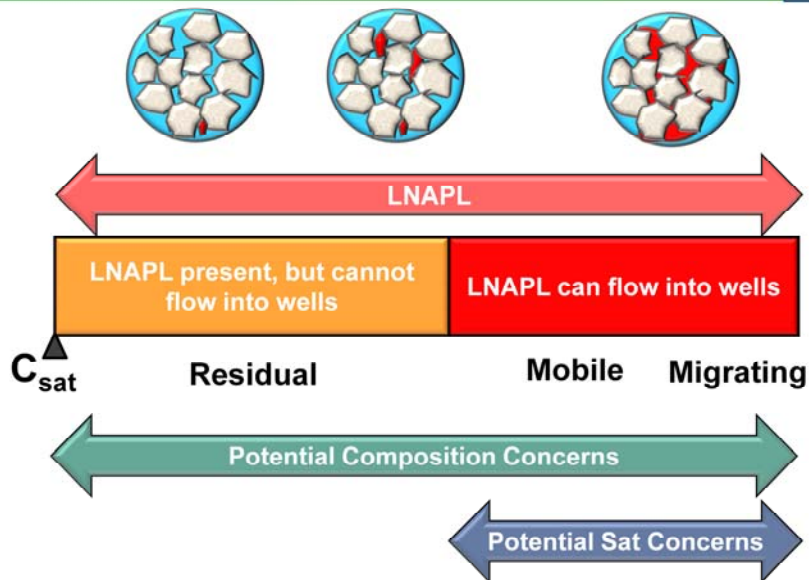 LNAPL
LNAPL present, but cannot
flow into wells
LNAPL can flow into wells
Csat
Residual
Mobile
Migrating
Potential Composition Concerns
Potential Sat Concerns